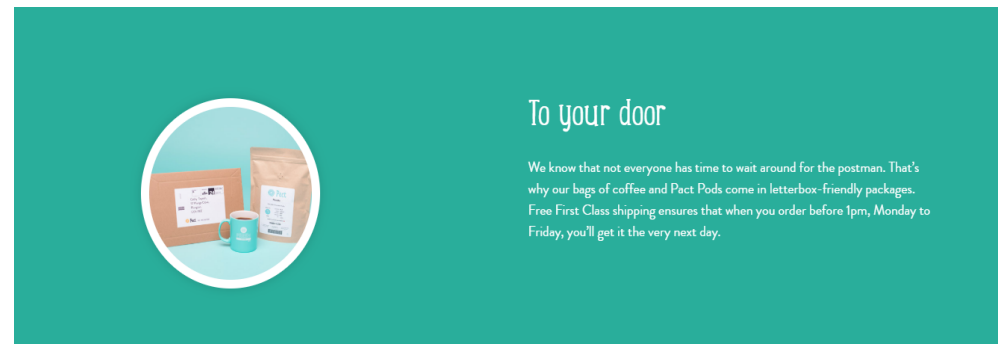 To your door
We know that not everyone has time to wait around for the postman. That's
why our bags of coffee and Pact Pods come in letterbox-friendly packages.
Free First Class shipping ensures that when you order before 1pm, Monday to
Friday, you'll get it the very next day.